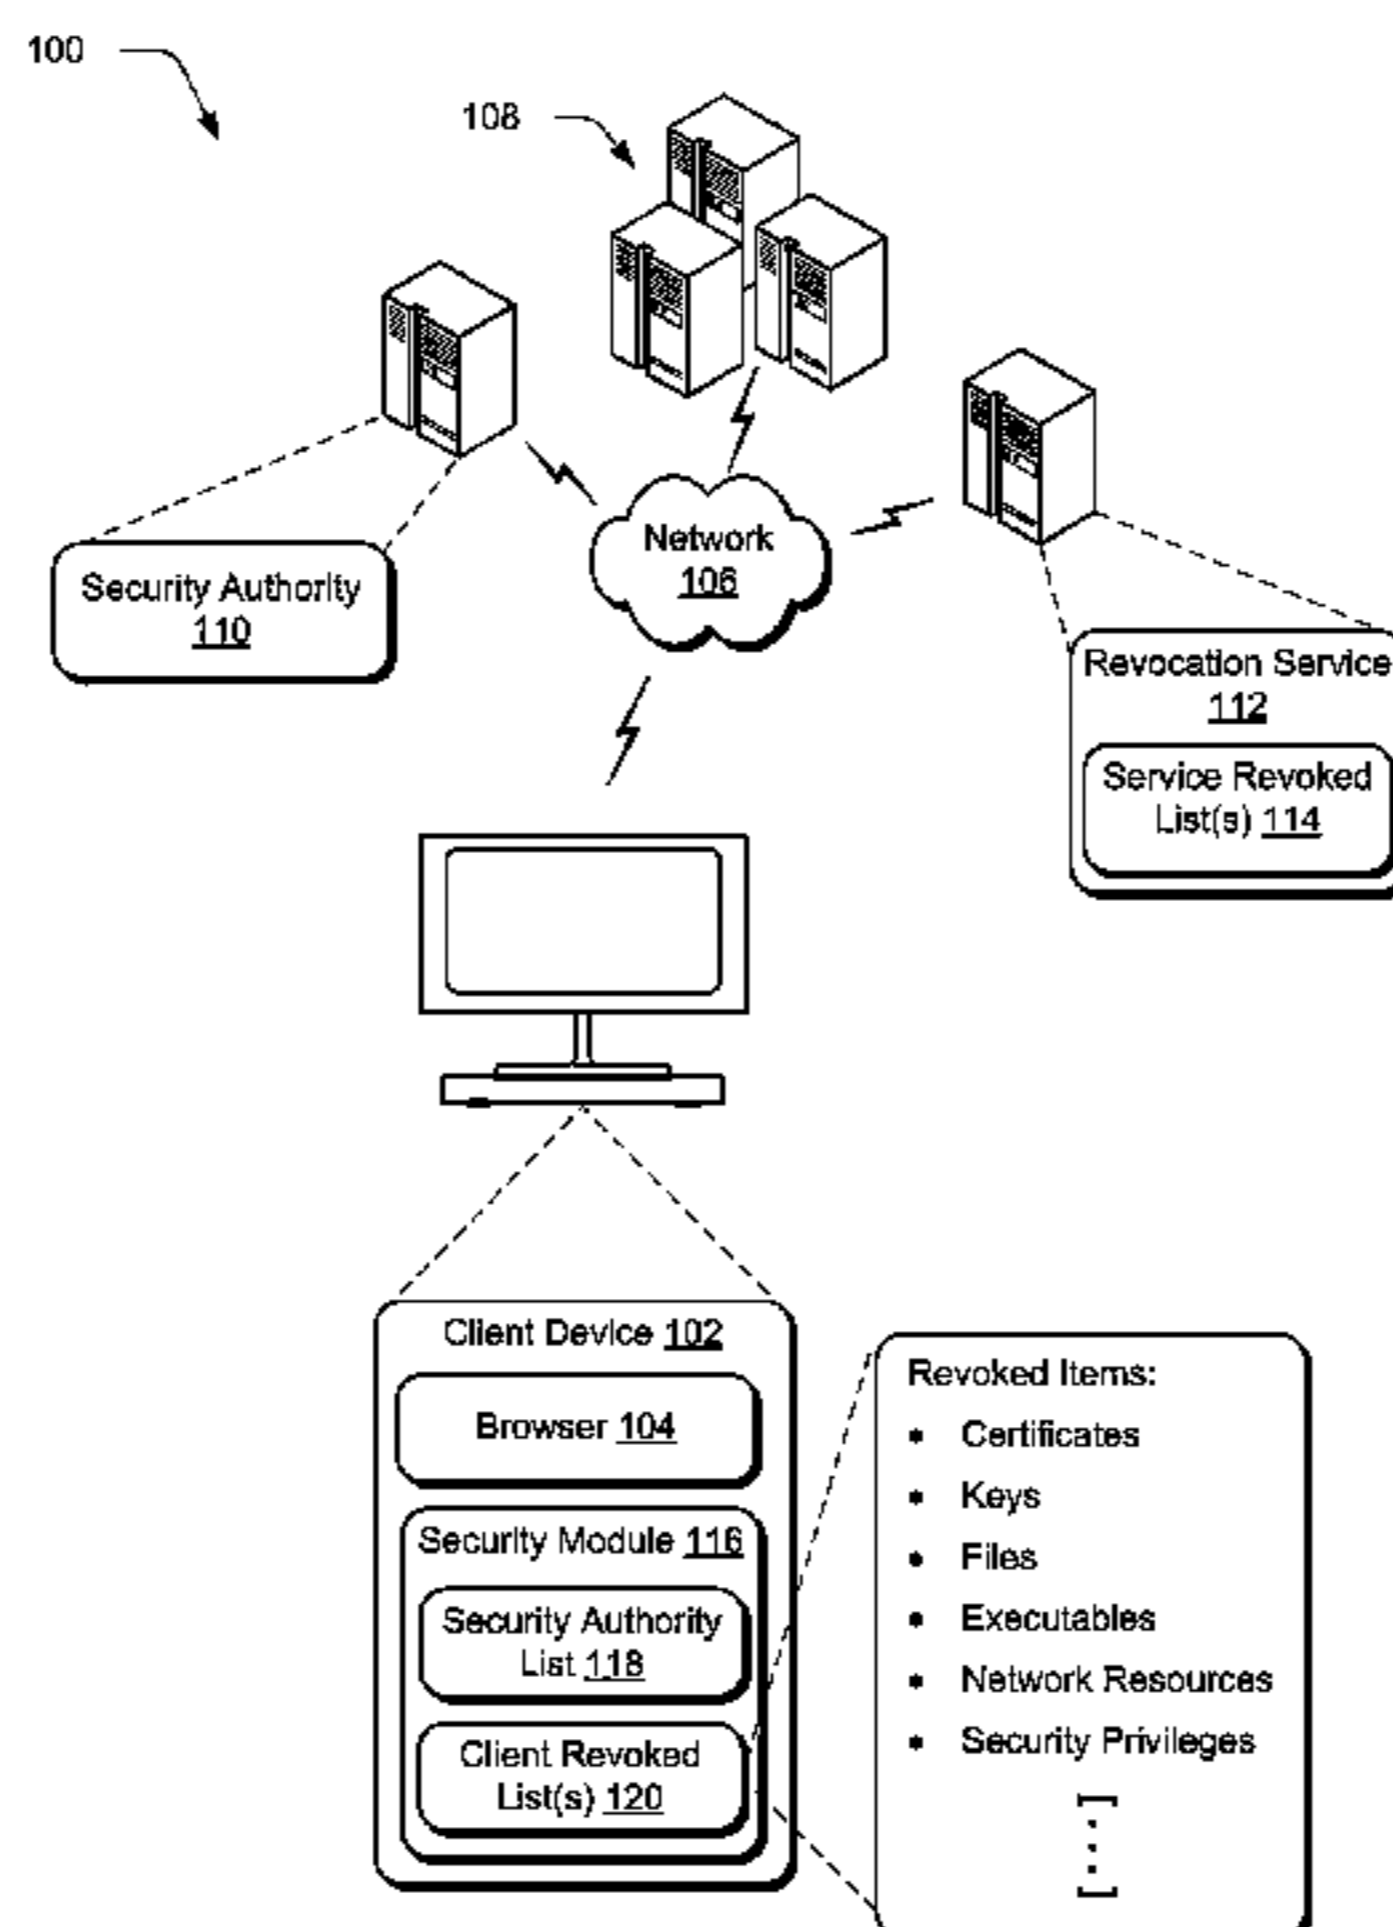 100
108
Network
106
Security Authority
110
Revocation Service
112
Service Revoked
List(s) 114
Client Device 102
Browser 104
Security Module 116
Security Authority
List 118
Client Revoked
List(s) 120
Revoked Items:
• Certificates
• Keys
• Files
• Executables
• Network Resources
• Security Privileges
[...]